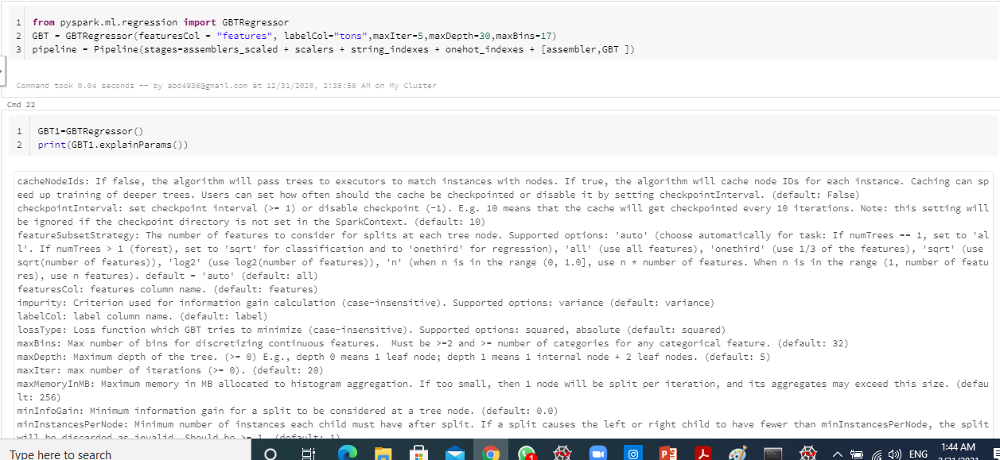 1 from pyspark.ml.regression import GBTRegressor
2 GBT = GBTRegressor(featuresCol = "features", labelCol="tons",maxIter=5,maxDepth=30,maxBins=17)
3 pipeline = Pipeline(stages=assemblers_scaled + scalers + string_indexes + onehot_indexes + [assembler,GBT ])
Command took 0.04 seconds -- by abd4936@gmail.com at 12/31/2020, 2:35:58 AM on My Cluster
Cmd 22
1 GBT1=GBTRegressor()
2 print(GBT1.explainParams())
cacheNodeIds: If false, the algorithm will pass trees to executors to match instances with nodes. If true, the algorithm will cache node IDs for each instance. Caching can sp
eed up training of deeper trees. Users can set how often should the cache be checkpointed or disable it by setting checkpointInterval. (default: False)
checkpointInterval: set checkpoint interval (>= 1) or disable checkpoint (-1). E.g. 10 means that the cache will get checkpointed every 10 iterations. Note: this setting will
be ignored if the checkpoint directory is not set in the SparkContext. (default: 10)
featureSubsetStrategy: The number of features to consider for splits at each tree node. Supported options: 'auto' (choose automatically for task: If numTrees == 1, set to 'al
l'. If numTrees > 1 (forest), set to 'sqrt' for classification and to 'onethird' for regression), 'all' (use all features), 'onethird' (use 1/3 of the features), 'sqrt' (use
sqrt(number of features)), 'log2' (use log2(number of features)), 'n' (when n is in the range (0, 1.0], use n * number of features. When n is in the range (1, number of featu
res), use n features). default = 'auto' (default: all)
featuresCol: features column name. (default: features)
impurity: Criterion used for information gain calculation (case-insensitive). Supported options: variance (default: variance)
labelCol: label column name. (default: label)
lossType: Loss function which GBT tries to minimize (case-insensitive). Supported options: squared, absolute (default: squared)
maxBins: Max number of bins for discretizing continuous features.  Must be >=2 and >= number of categories for any categorical feature. (default: 32)
maxDepth: Maximum depth of the tree. (>= 0) E.g., depth 0 means 1 leaf node; depth 1 means 1 internal node + 2 leaf nodes. (default: 5)
maxIter: max number of iterations (>= 0). (default: 20)
maxMemoryInMB: Maximum memory in MB allocated to histogram aggregation. If too small, then 1 node will be split per iteration, and its aggregates may exceed this size. (defau
lt: 256)
minInfoGain: Minimum information gain for a split to be considered at a tree node. (default: 0.0)
minInstancesPerNode: Minimum number of instances each child must have after split. If a split causes the left or right child to have fewer than minInstancesPerNode, the split
will be discarded as invalid. Should be >= 1. (default: 1)
Type here to search
1
ENG
1:44 AM